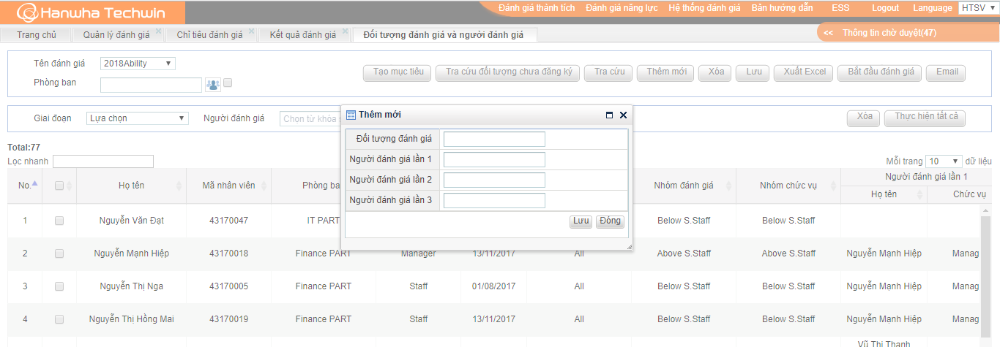 Hanwha Techwin
Đánh giá thành tích Đánh giá năng lực Hệ thống đánh giá Bản hướng dẫn ESS Logout Language HTSV
Trang chủ Quản lý đánh giá Chỉ tiêu đánh giá Kết quả đánh giá Đối tượng đánh giá và người đánh giá
<< Thông tin chờ duyệt(47)
Tên đánh giá 2018Ability
Tạo mục tiêu Tra cứu đối tượng chưa đăng ký Tra cứu Thêm mới Xóa Lưu Xuất Excel Bắt đầu đánh giá Email
Phòng ban
Giai đoạn Lựa chọn Người đánh giá Chọn từ khóa
Xóa Thực hiện tất cả
Thêm mới
Đối tượng đánh giá
Người đánh giá lần 1
Người đánh giá lần 2
Người đánh giá lần 3
Lưu Đóng
Total:77
Lọc nhanh
Mỗi trang 10 dữ liệu
No. Họ tên Mã nhân viên Phòng ba Nhóm đánh giá Nhóm chức vụ Người đánh giá lần 1
Họ tên Chức vụ
1 Nguyễn Văn Đạt 43170047 IT PART Below S.Staff Below S.Staff
2 Nguyễn Mạnh Hiệp 43170018 Finance PART Manager 13/11/2017 All Above S.Staff Above S.Staff Nguyễn Mạnh Hiệp Manag
3 Nguyễn Thị Nga 43170005 Finance PART Staff 01/08/2017 All Below S.Staff Below S.Staff Nguyễn Mạnh Hiệp Manag
4 Nguyễn Thị Hồng Mai 43170019 Finance PART Staff 13/11/2017 All Below S.Staff Below S.Staff Nguyễn Mạnh Hiệp Manag
Vũ Thị Thanh